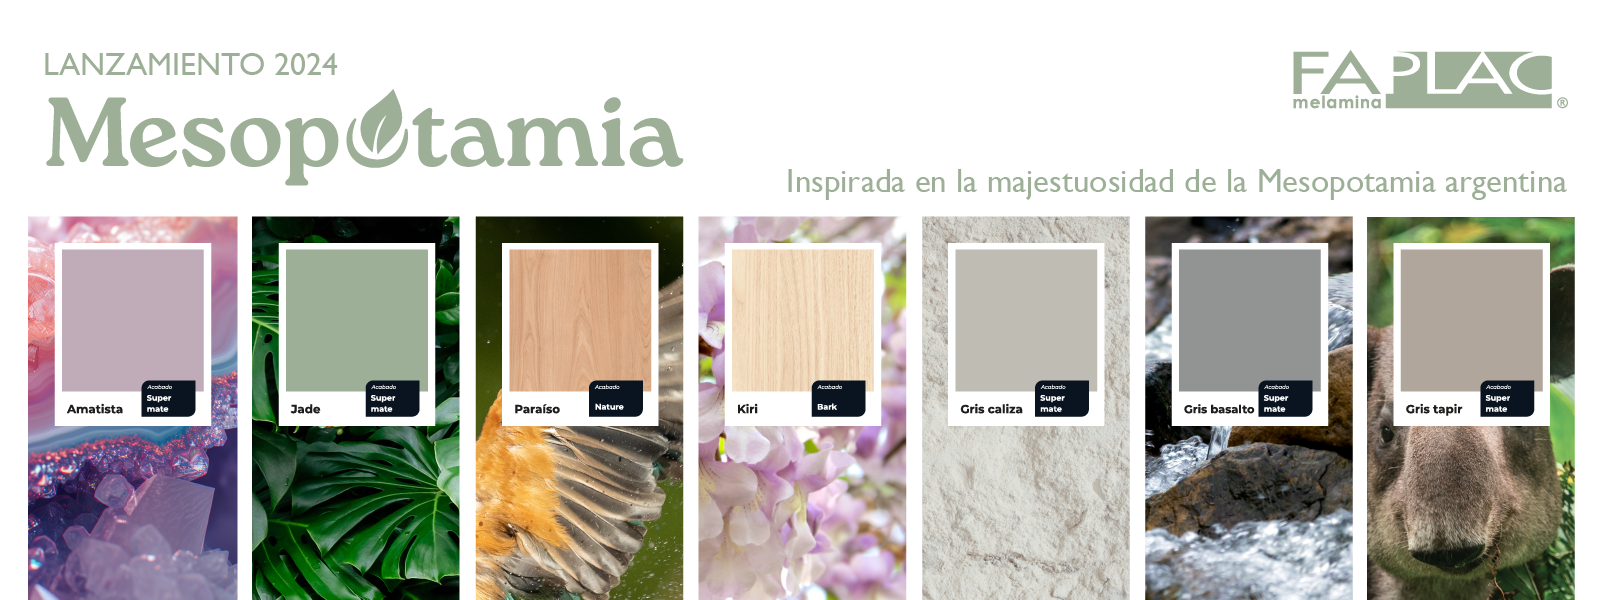 LANZAMIENTO 2024
Mesopotamia
FAPLAC
melamina
®
Inspirada en la majestuosidad de la Mesopotamia argentina
Amatista
Acabado
Super
mate
Jade
Acabado
Super
mate
Paraíso
Acabado
Nature
Kiri
Acabado
Bark
Gris caliza
Acabado
Super
mate
Gris basalto
Acabado
Super
mate
Gris tapir
Acabado
Super
mate